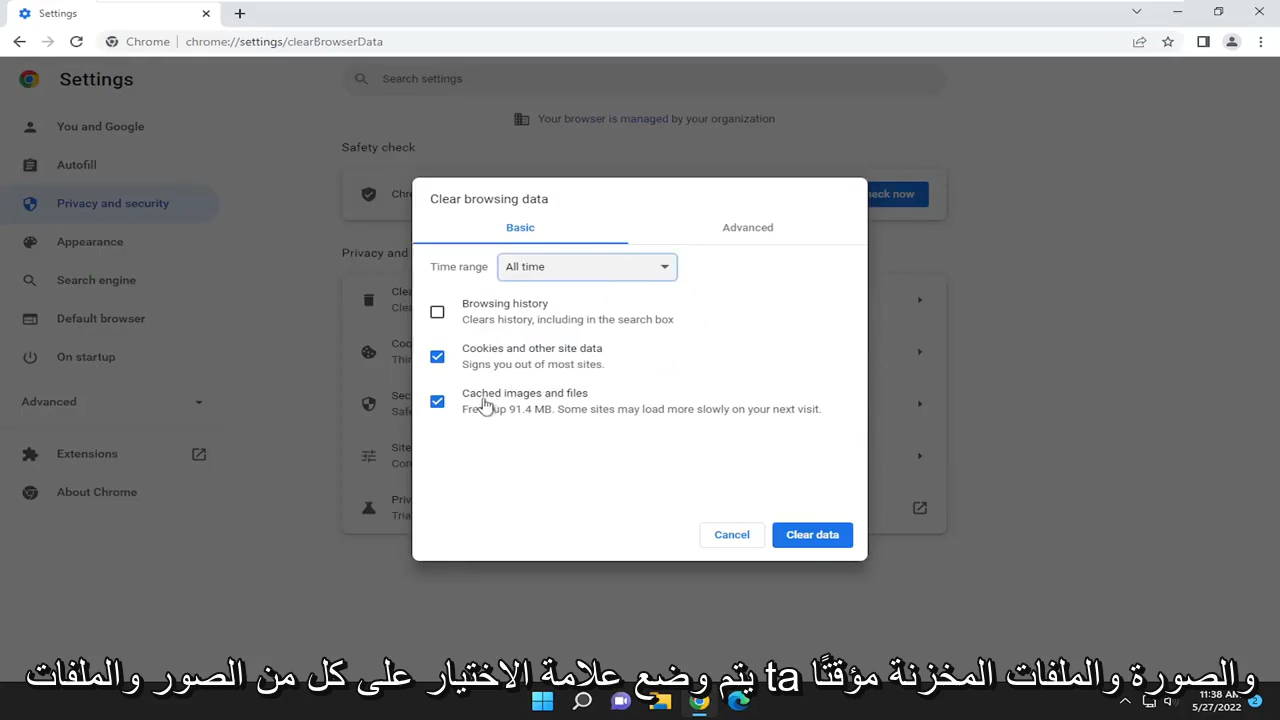 Settings
Chrome
chrome://settings/clearBrowserData
Settings
Search settings
You and Google
Autofill
Privacy and security
Appearance
Search engine
Default browser
On startup
Advanced
Extensions
About Chrome
Your browser is managed by your organization
Safety check
Privacy and
Clear browsing data
Basic
Advanced
Time range
All time
Browsing history
Clears history, including in the search box
Cookies and other site data
Signs you out of most sites.
Cached images and files
up 91.4 MB. Some sites may load more slowly on your next visit.
Cancel
Clear data
والصورة والملفات المخزنة مؤقتًا ta يتم وضع علامة الاختيار على كل من الصور والملفات
11:38 AM
5/27/2022
2